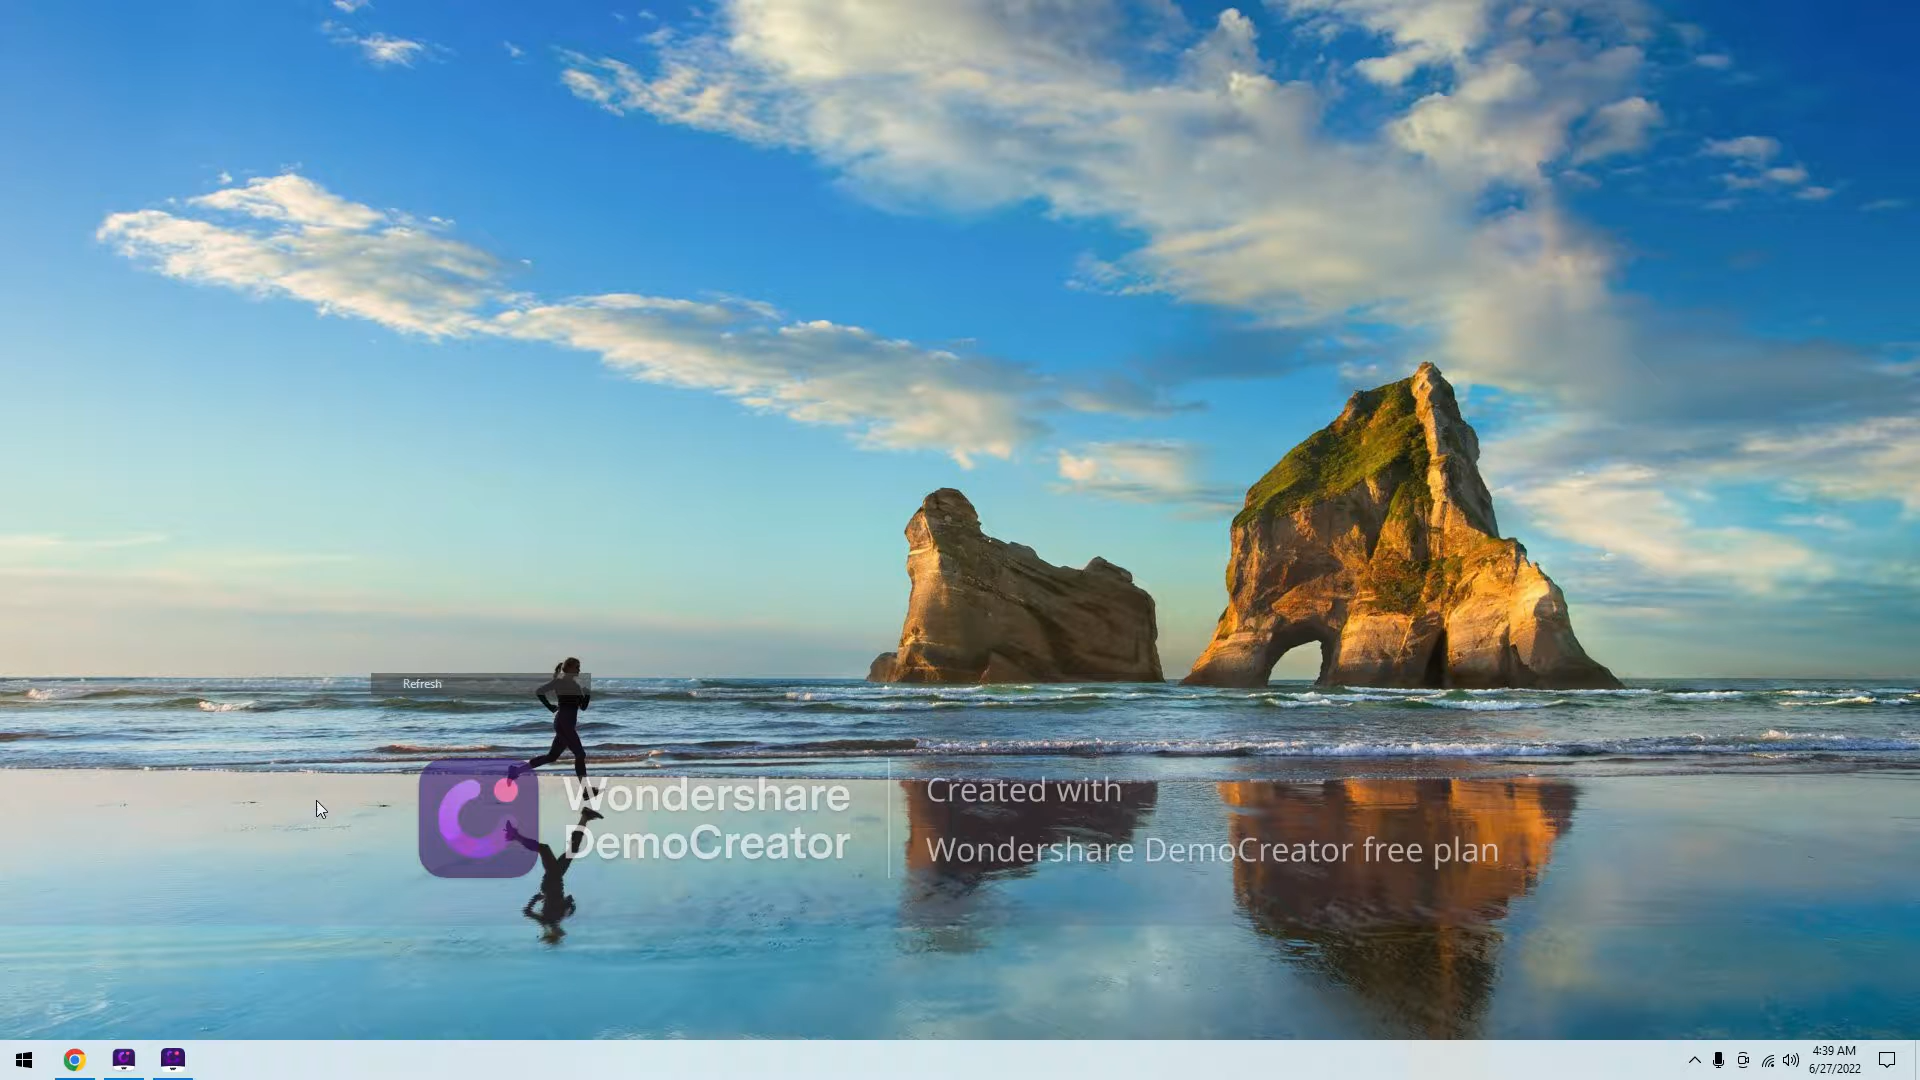 Refresh
Wondershare
DemoCreator
Created with
Wondershare DemoCreator free plan
4:39 AM
6/27/2022